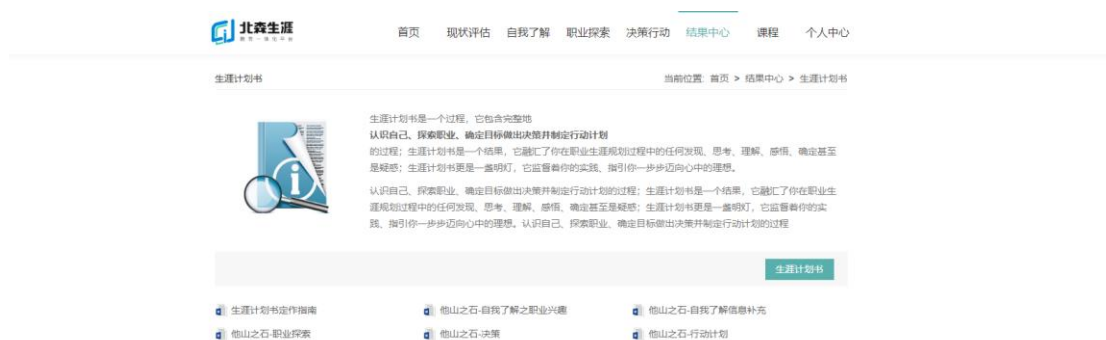 北森生涯
教育一体化平台
首页 现状评估 自我了解 职业探索 决策行动 结果中心 课程 个人中心
生涯计划书
当前位置: 首页 > 结果中心 > 生涯计划书
生涯计划书是一个过程，它包含完整地
认识自己、探索职业、确定目标做出决策并制定行动计划
的过程；生涯计划书是一个结果，它融汇了你在职业生涯规划过程中的任何发现、思考、理解、感悟、确定甚至
是疑惑；生涯计划书更是一盏明灯，它监督着你的实践、指引你一步步迈向心中的理想。
认识自己、探索职业、确定目标做出决策并制定行动计划的过程；生涯计划书是一个结果，它融汇了你在职业生
涯规划过程中的任何发现、思考、理解、感悟、确定甚至是疑惑；生涯计划书更是一盏明灯，它监督着你的实
践、指引你一步步迈向心中的理想。认识自己、探索职业、确定目标做出决策并制定行动计划的过程
生涯计划书
生涯计划书定作指南
他山之石-自我了解之职业兴趣
他山之石-自我了解信息补充
他山之石-职业探索
他山之石-决策
他山之石-行动计划